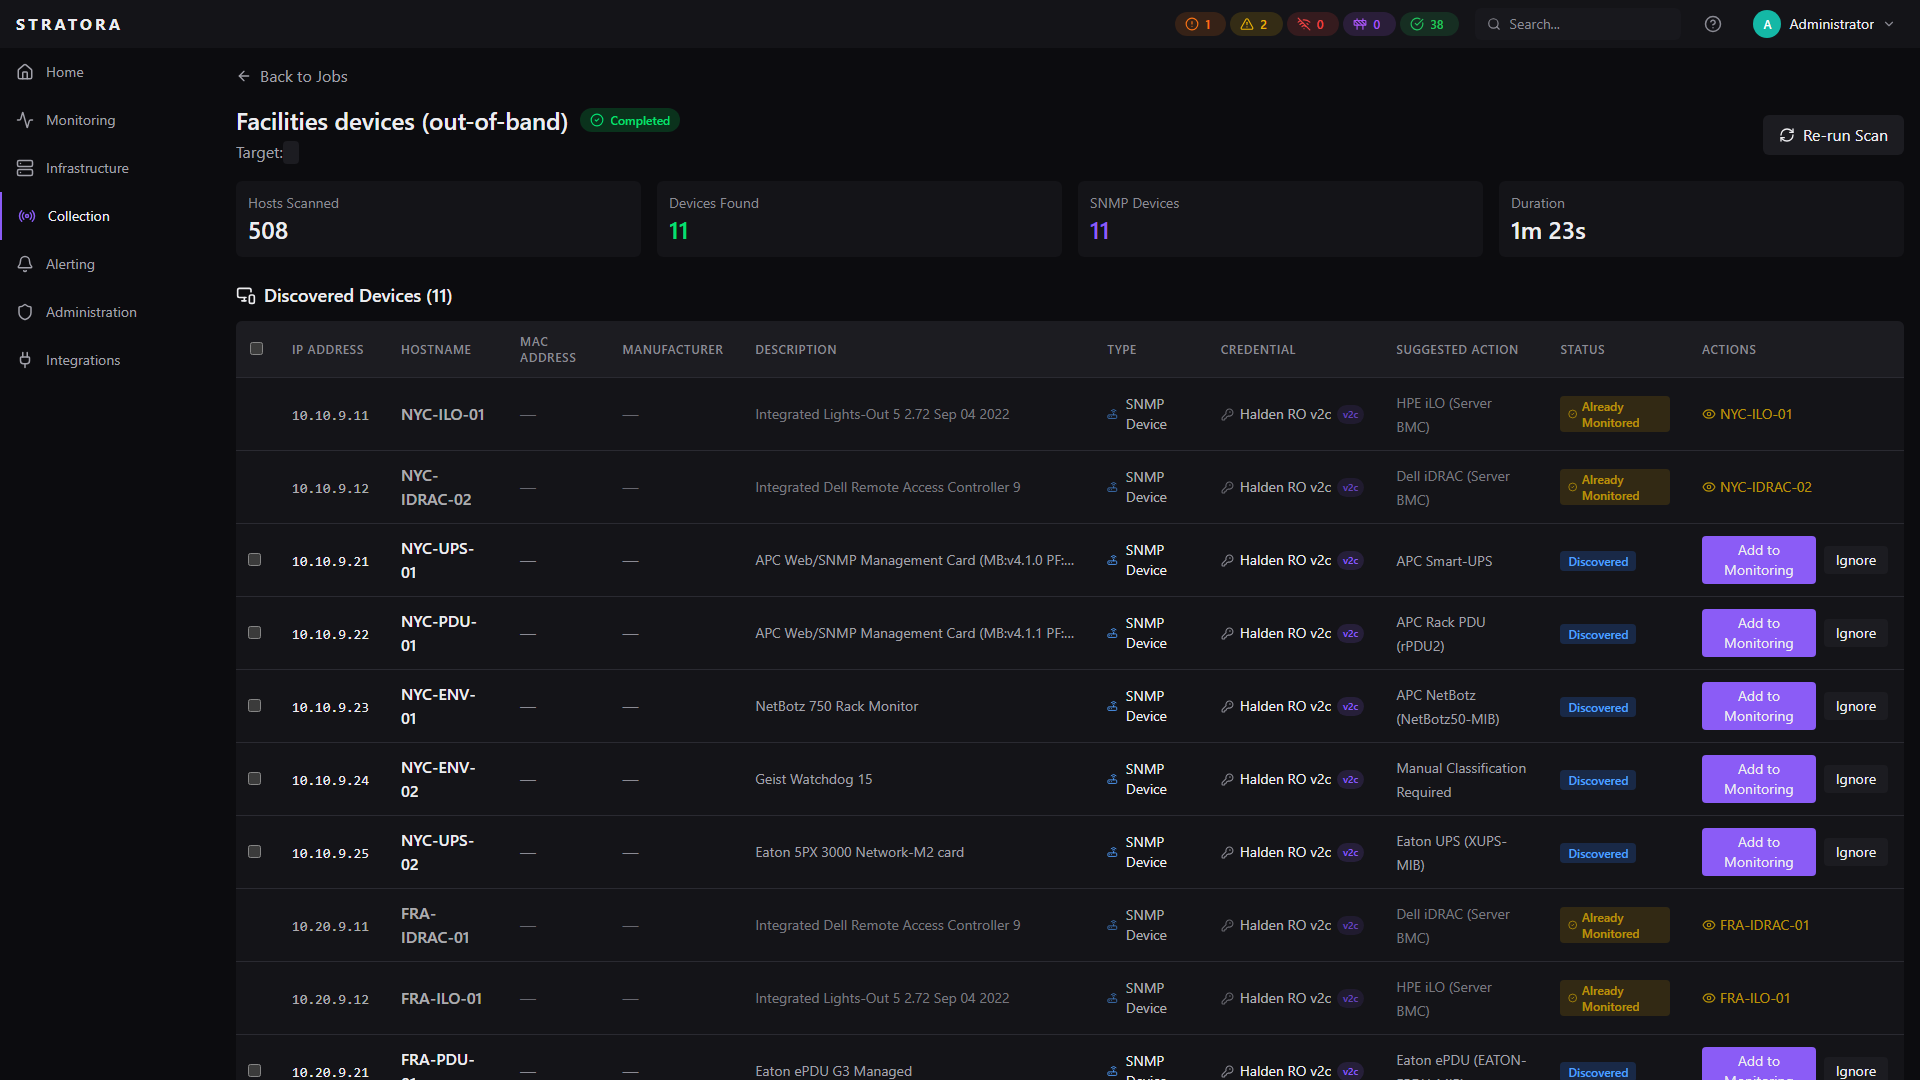 STRATORA
1
2
0
0
38
Search...
A
Administrator
Home
Monitoring
Infrastructure
Collection
Alerting
Administration
Integrations
Back to Jobs
Facilities devices (out-of-band)
Completed
Target:
Re-run Scan
Hosts Scanned
508
Devices Found
11
SNMP Devices
11
Duration
1m 23s
Discovered Devices (11)
IP ADDRESS HOSTNAME MAC ADDRESS MANUFACTURER DESCRIPTION TYPE CREDENTIAL SUGGESTED ACTION STATUS ACTIONS
10.10.9.11 NYC-ILO-01 — — Integrated Lights-Out 5 2.72 Sep 04 2022 SNMP Device Halden RO v2c v2c HPE iLO (Server BMC) Already Monitored NYC-ILO-01
10.10.9.12 NYC-IDRAC-02 — — Integrated Dell Remote Access Controller 9 SNMP Device Halden RO v2c v2c Dell iDRAC (Server BMC) Already Monitored NYC-IDRAC-02
10.10.9.21 NYC-UPS-01 — — APC Web/SNMP Management Card (MB:v4.1.0 PF:... SNMP Device Halden RO v2c v2c APC Smart-UPS Discovered Add to Monitoring Ignore
10.10.9.22 NYC-PDU-01 — — APC Web/SNMP Management Card (MB:v4.1.1 PF:... SNMP Device Halden RO v2c v2c APC Rack PDU (rPDU2) Discovered Add to Monitoring Ignore
10.10.9.23 NYC-ENV-01 — — NetBotz 750 Rack Monitor SNMP Device Halden RO v2c v2c APC NetBotz (NetBotz50-MIB) Discovered Add to Monitoring Ignore
10.10.9.24 NYC-ENV-02 — — Geist Watchdog 15 SNMP Device Halden RO v2c v2c Manual Classification Required Discovered Add to Monitoring Ignore
10.10.9.25 NYC-UPS-02 — — Eaton 5PX 3000 Network-M2 card SNMP Device Halden RO v2c v2c Eaton UPS (XUPS-MIB) Discovered Add to Monitoring Ignore
10.20.9.11 FRA-IDRAC-01 — — Integrated Dell Remote Access Controller 9 SNMP Device Halden RO v2c v2c Dell iDRAC (Server BMC) Already Monitored FRA-IDRAC-01
10.20.9.12 FRA-ILO-01 — — Integrated Lights-Out 5 2.72 Sep 04 2022 SNMP Device Halden RO v2c v2c HPE iLO (Server BMC) Already Monitored FRA-ILO-01
10.20.9.21 FRA-PDU- — — Eaton ePDU G3 Managed SNMP Halden RO v2c v2c Eaton ePDU (EATON- Discovered Add to Ignore